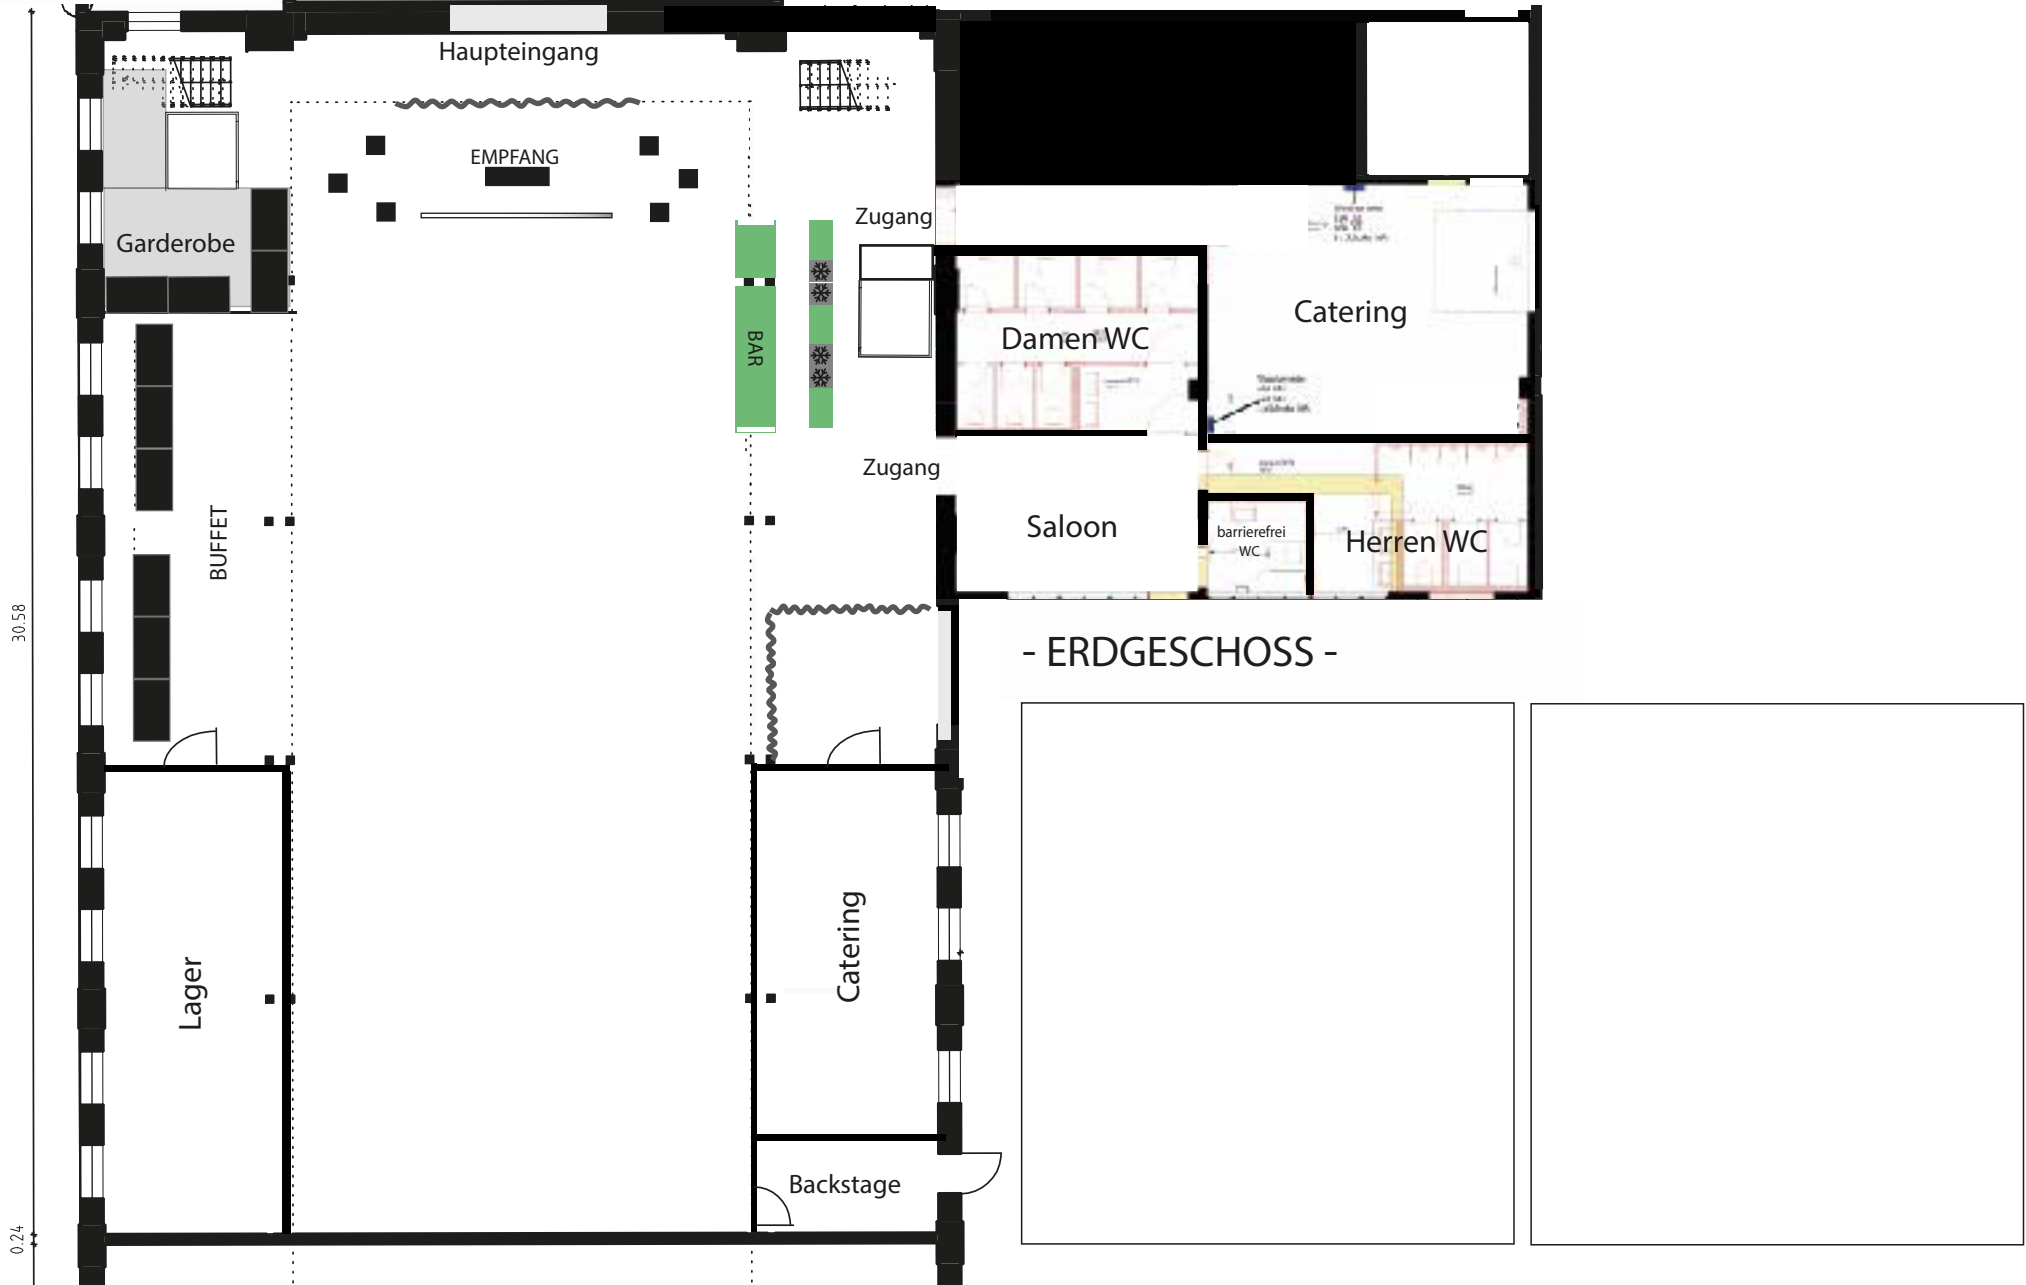 Haupteingang
EMPFANG
Zugang
Garderobe
BAR
Damen WC
Catering
Zugang
BUFFET
Saloon
barrierefrei
WC
Herren WC
30.58
- ERDGESCHOSS -
Lager
Catering
Backstage
0.24